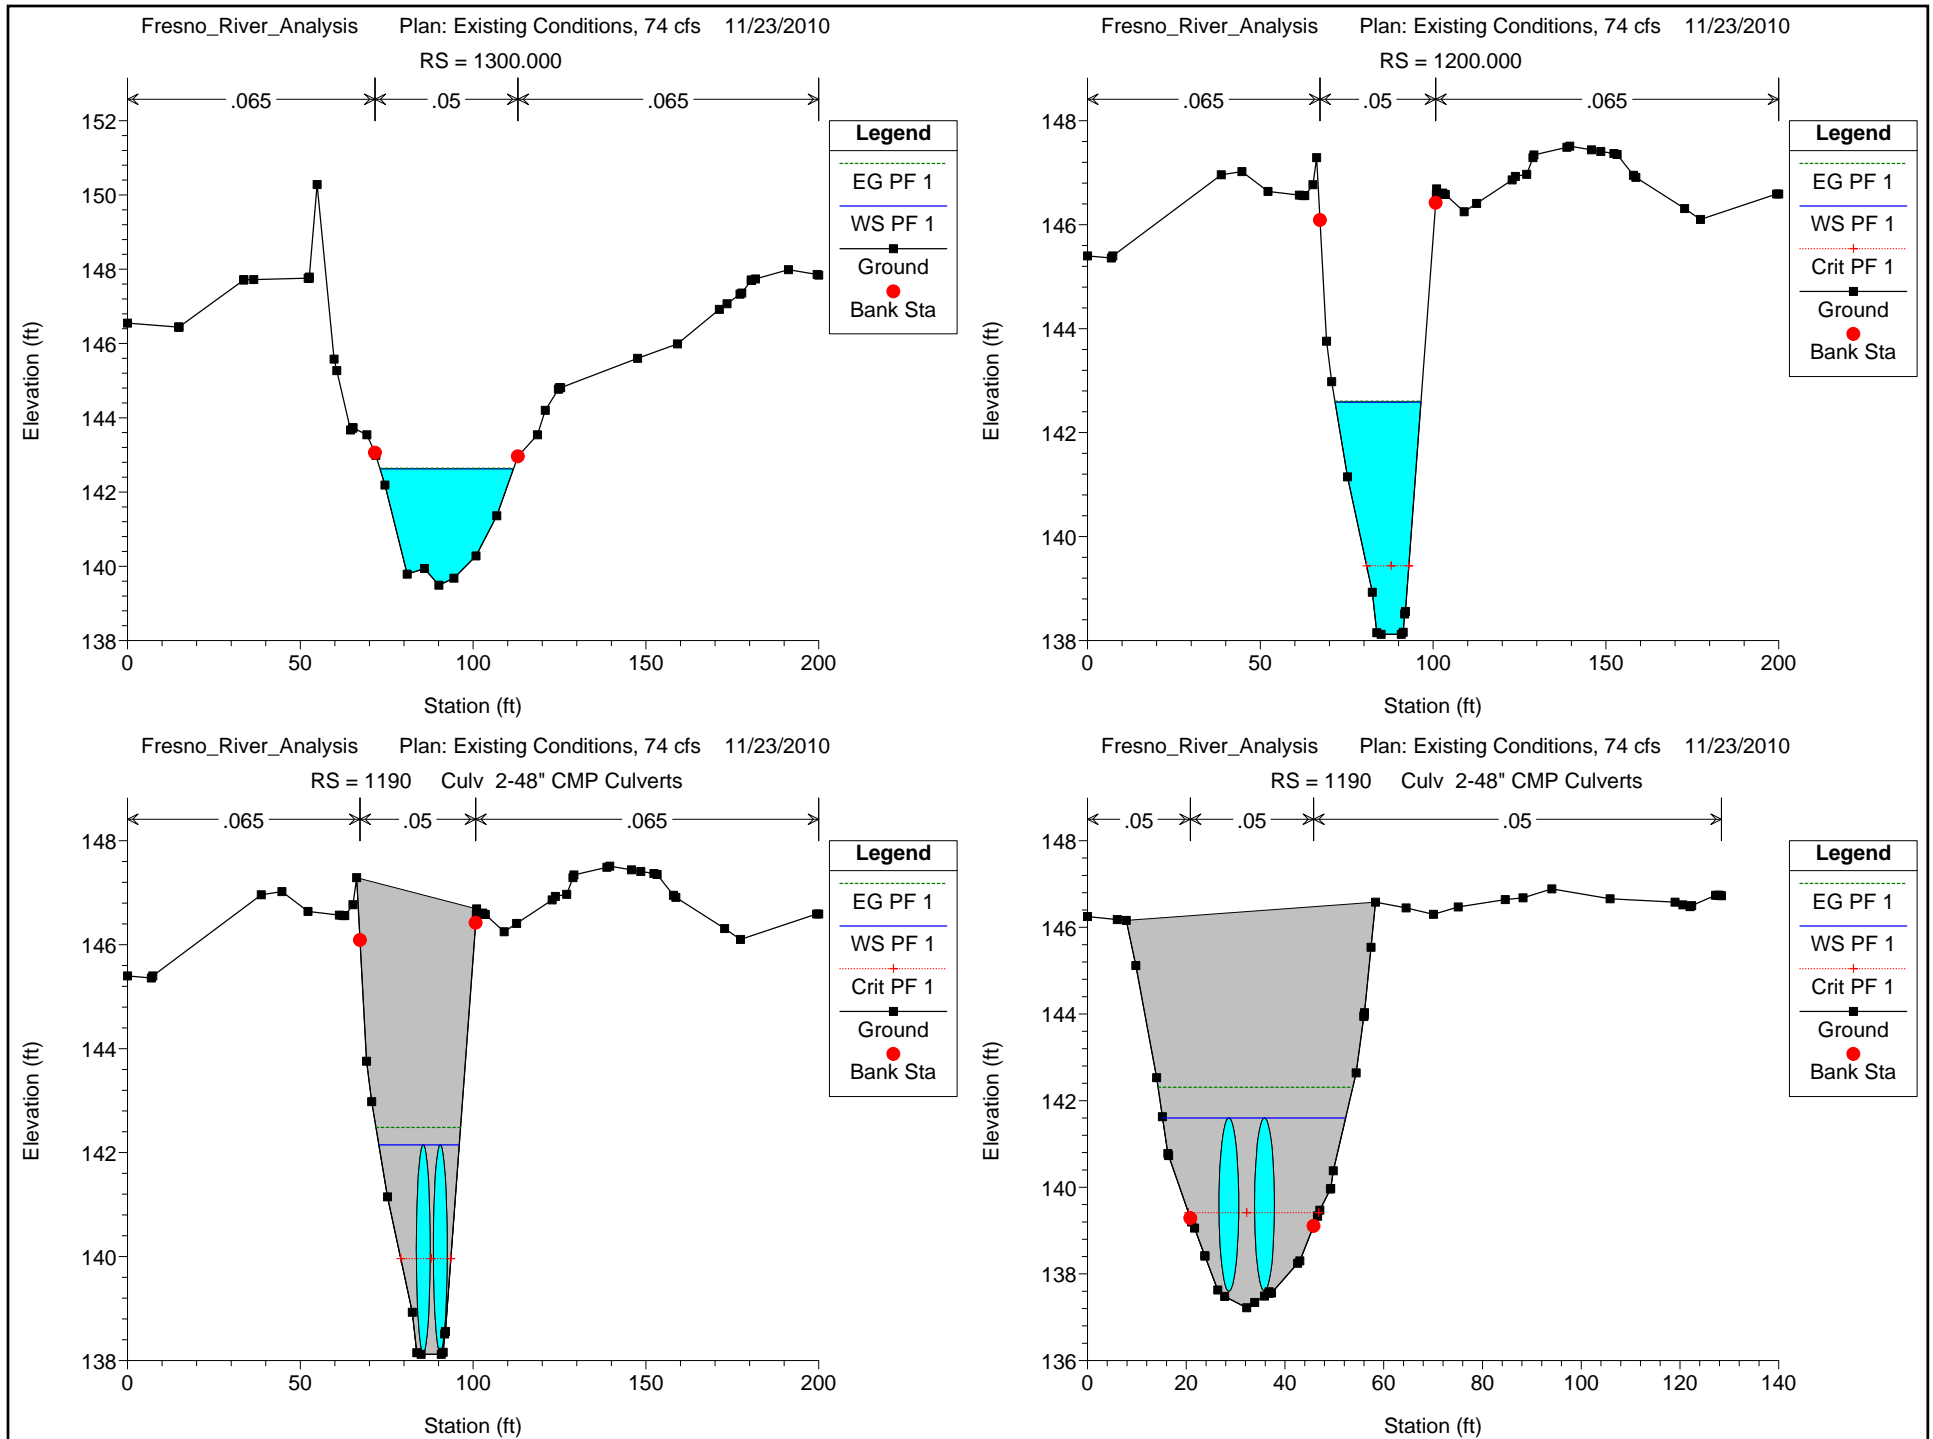 Fresno_River_Analysis Plan: Existing Conditions, 74 cfs 11/23/2010
RS = 1300.000
.065 .05 .065
152
150
148
146
144
142
140
138
Elevation (ft)
0 50 100 150 200
Station (ft)
Legend
EG PF 1
WS PF 1
Ground
Bank Sta
Fresno_River_Analysis Plan: Existing Conditions, 74 cfs 11/23/2010
RS = 1200.000
.065 .05 .065
148
146
144
142
140
138
Elevation (ft)
0 50 100 150 200
Station (ft)
Legend
EG PF 1
WS PF 1
Crit PF 1
Ground
Bank Sta
Fresno_River_Analysis Plan: Existing Conditions, 74 cfs 11/23/2010
RS = 1190 Culv 2-48" CMP Culverts
.065 .05 .065
148
146
144
142
140
138
Elevation (ft)
0 50 100 150 200
Station (ft)
Legend
EG PF 1
WS PF 1
Crit PF 1
Ground
Bank Sta
Fresno_River_Analysis Plan: Existing Conditions, 74 cfs 11/23/2010
RS = 1190 Culv 2-48" CMP Culverts
.05 .05 .05
148
146
144
142
140
138
136
Elevation (ft)
0 20 40 60 80 100 120 140
Station (ft)
Legend
EG PF 1
WS PF 1
Crit PF 1
Ground
Bank Sta